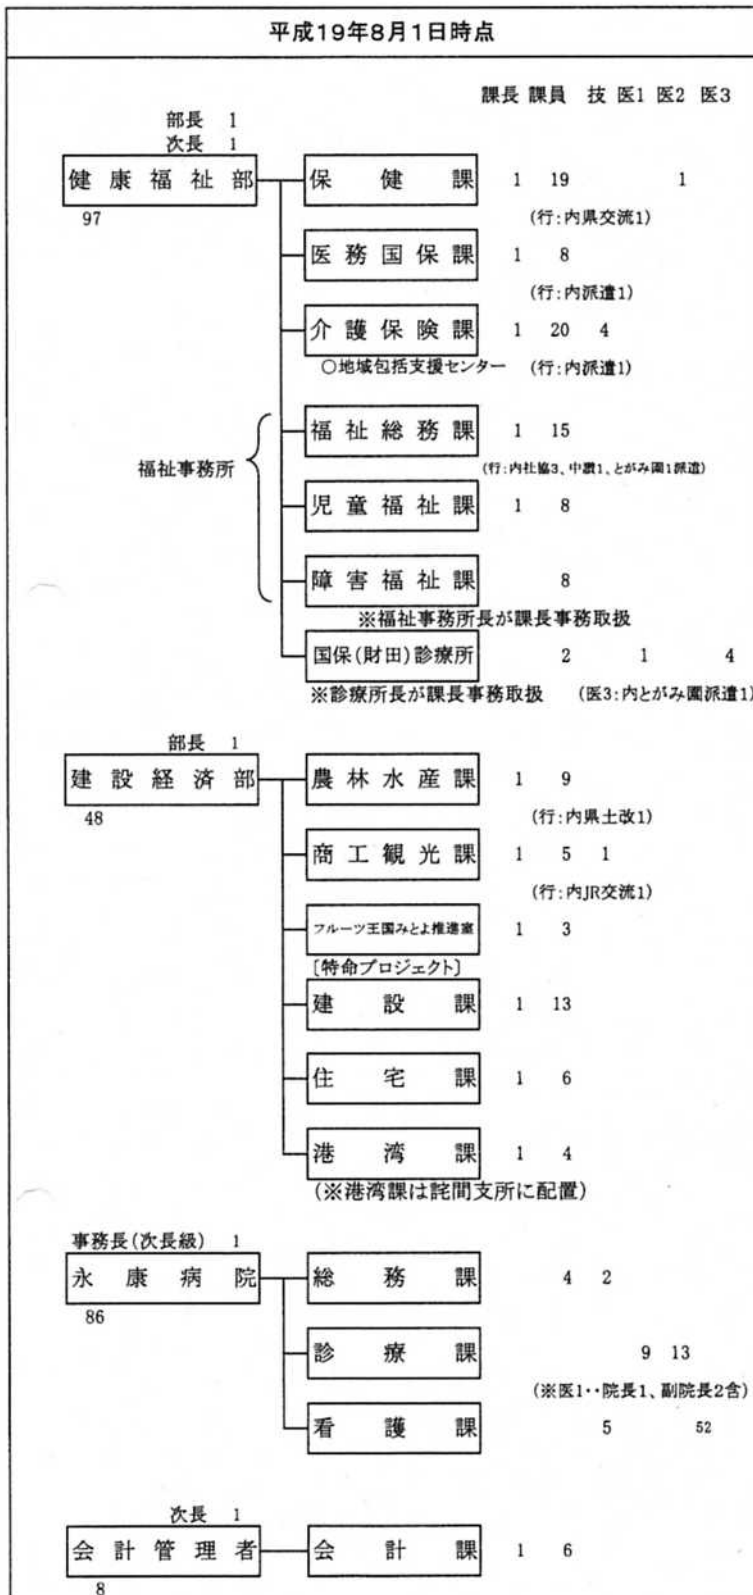 平成19年8月1日時点
課長 課員 技 医1 医2 医3
部長 1
次長 1
健康福祉部 保健課 1 19 1
97 (行:内県交流1)
医務国保課 1 8
(行:内派遣1)
介護保険課 1 20 4
○地域包括支援センター (行:内派遣1)
福祉総務課 1 15
(行:内社協3、中讃1、とがみ園1派遣)
福祉事務所
児童福祉課 1 8
障害福祉課 8
※福祉事務所長が課長事務取扱
国保(財田)診療所 2 1 4
※診療所長が課長事務取扱 (医3:内とがみ園派遣1)
部長 1
建設経済部 農林水産課 1 9
48 (行:内県土改1)
商工観光課 1 5 1
(行:内JR交流1)
フルーツ王国みとよ推進室 1 3
[特命プロジェクト]
建設課 1 13
住宅課 1 6
港湾課 1 4
(※港湾課は詫間支所に配置)
事務長(次長級) 1
永康病院 総務課 4 2
86
診療課 9 13
(※医1・・院長1、副院長2含)
看護課 5 52
次長 1
会計管理者 会計課 1 6
8